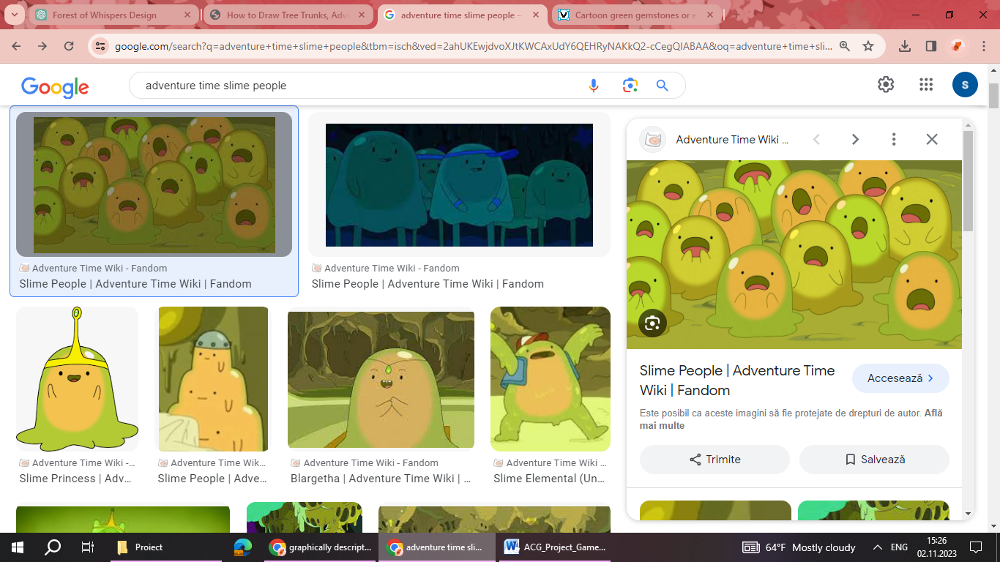 Forest of Whispers Design
How to Draw Tree Trunks, Adv
adventure time slime people –
Cartoon green gemstones or e
google.com/search?q=adventure+time+slime+people&tbm=isch&ved=2ahUKEwjdvoXJtKWCAxUdY6QEHRyNAKkQ2-cCegQIABAA&oq=adventure+time+sli...
Google
adventure time slime people
S
Adventure Time Wiki - Fandom
Slime People | Adventure Time Wiki | Fandom
Adventure Time Wiki - Fandom
Slime People | Adventure Time Wiki | Fandom
Adventure Time Wiki -...
Slime Princess | Adv...
Adventure Time Wik...
Slime People | Adve...
Adventure Time Wiki - Fandom
Blargetha | Adventure Time Wiki | ...
Adventure Time Wiki ...
Slime Elemental (Un...
Adventure Time Wiki ...
Slime People | Adventure Time
Wiki | Fandom
Accesează
Este posibil ca aceste imagini să fie protejate de drepturi de autor. Află
mai multe
Trimite
Salvează
Proiect
graphically descript...
adventure time sli...
ACG_Project_Game...
64°F Mostly cloudy
ENG
15:26
02.11.2023